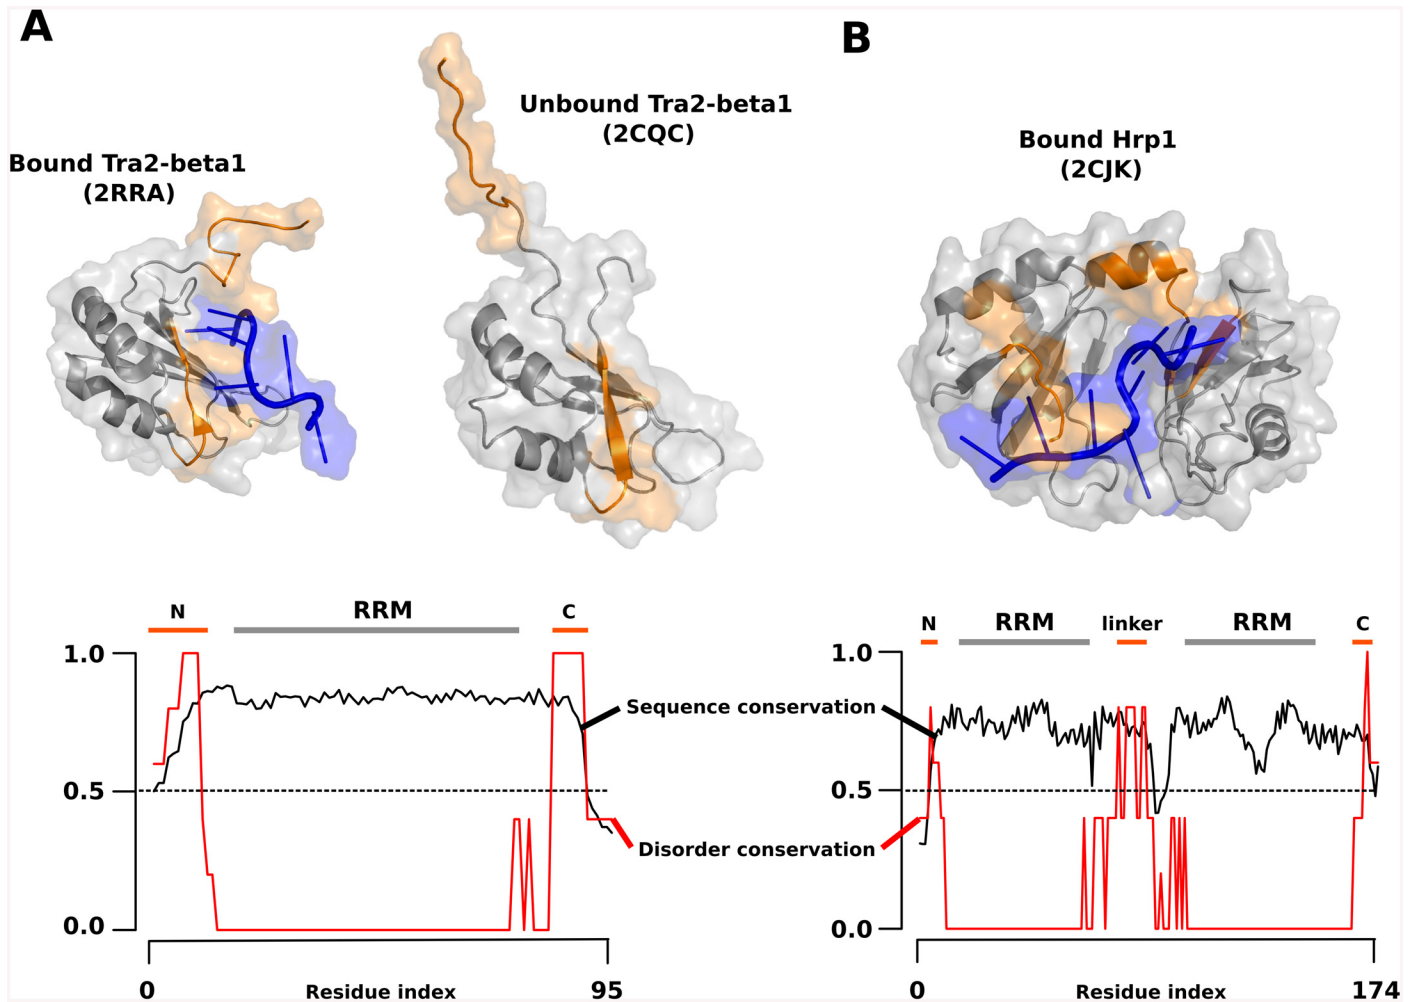 A
B
Unbound Tra2-beta1
(2CQC)
Bound Hrp1
(2CJK)
Bound Tra2-beta1
(2RRA)
N
RRM
C
N
RRM
linker
RRM
C
1.0
0.5
0.0
Sequence conservation
Disorder conservation
1.0
0.5
0.0
0
Residue index
95
0
Residue index
174